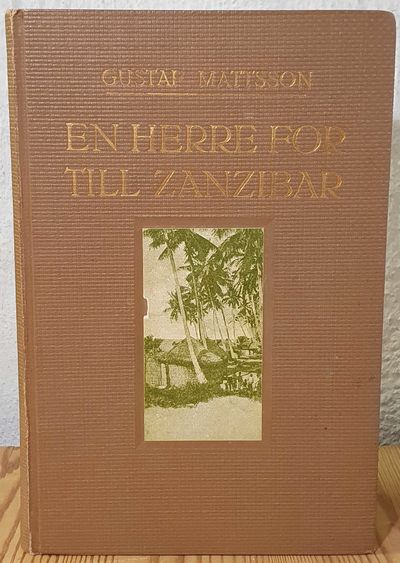 GUSTAF MATTSSON
EN HERRE FOR
TILL ZANZIBAR